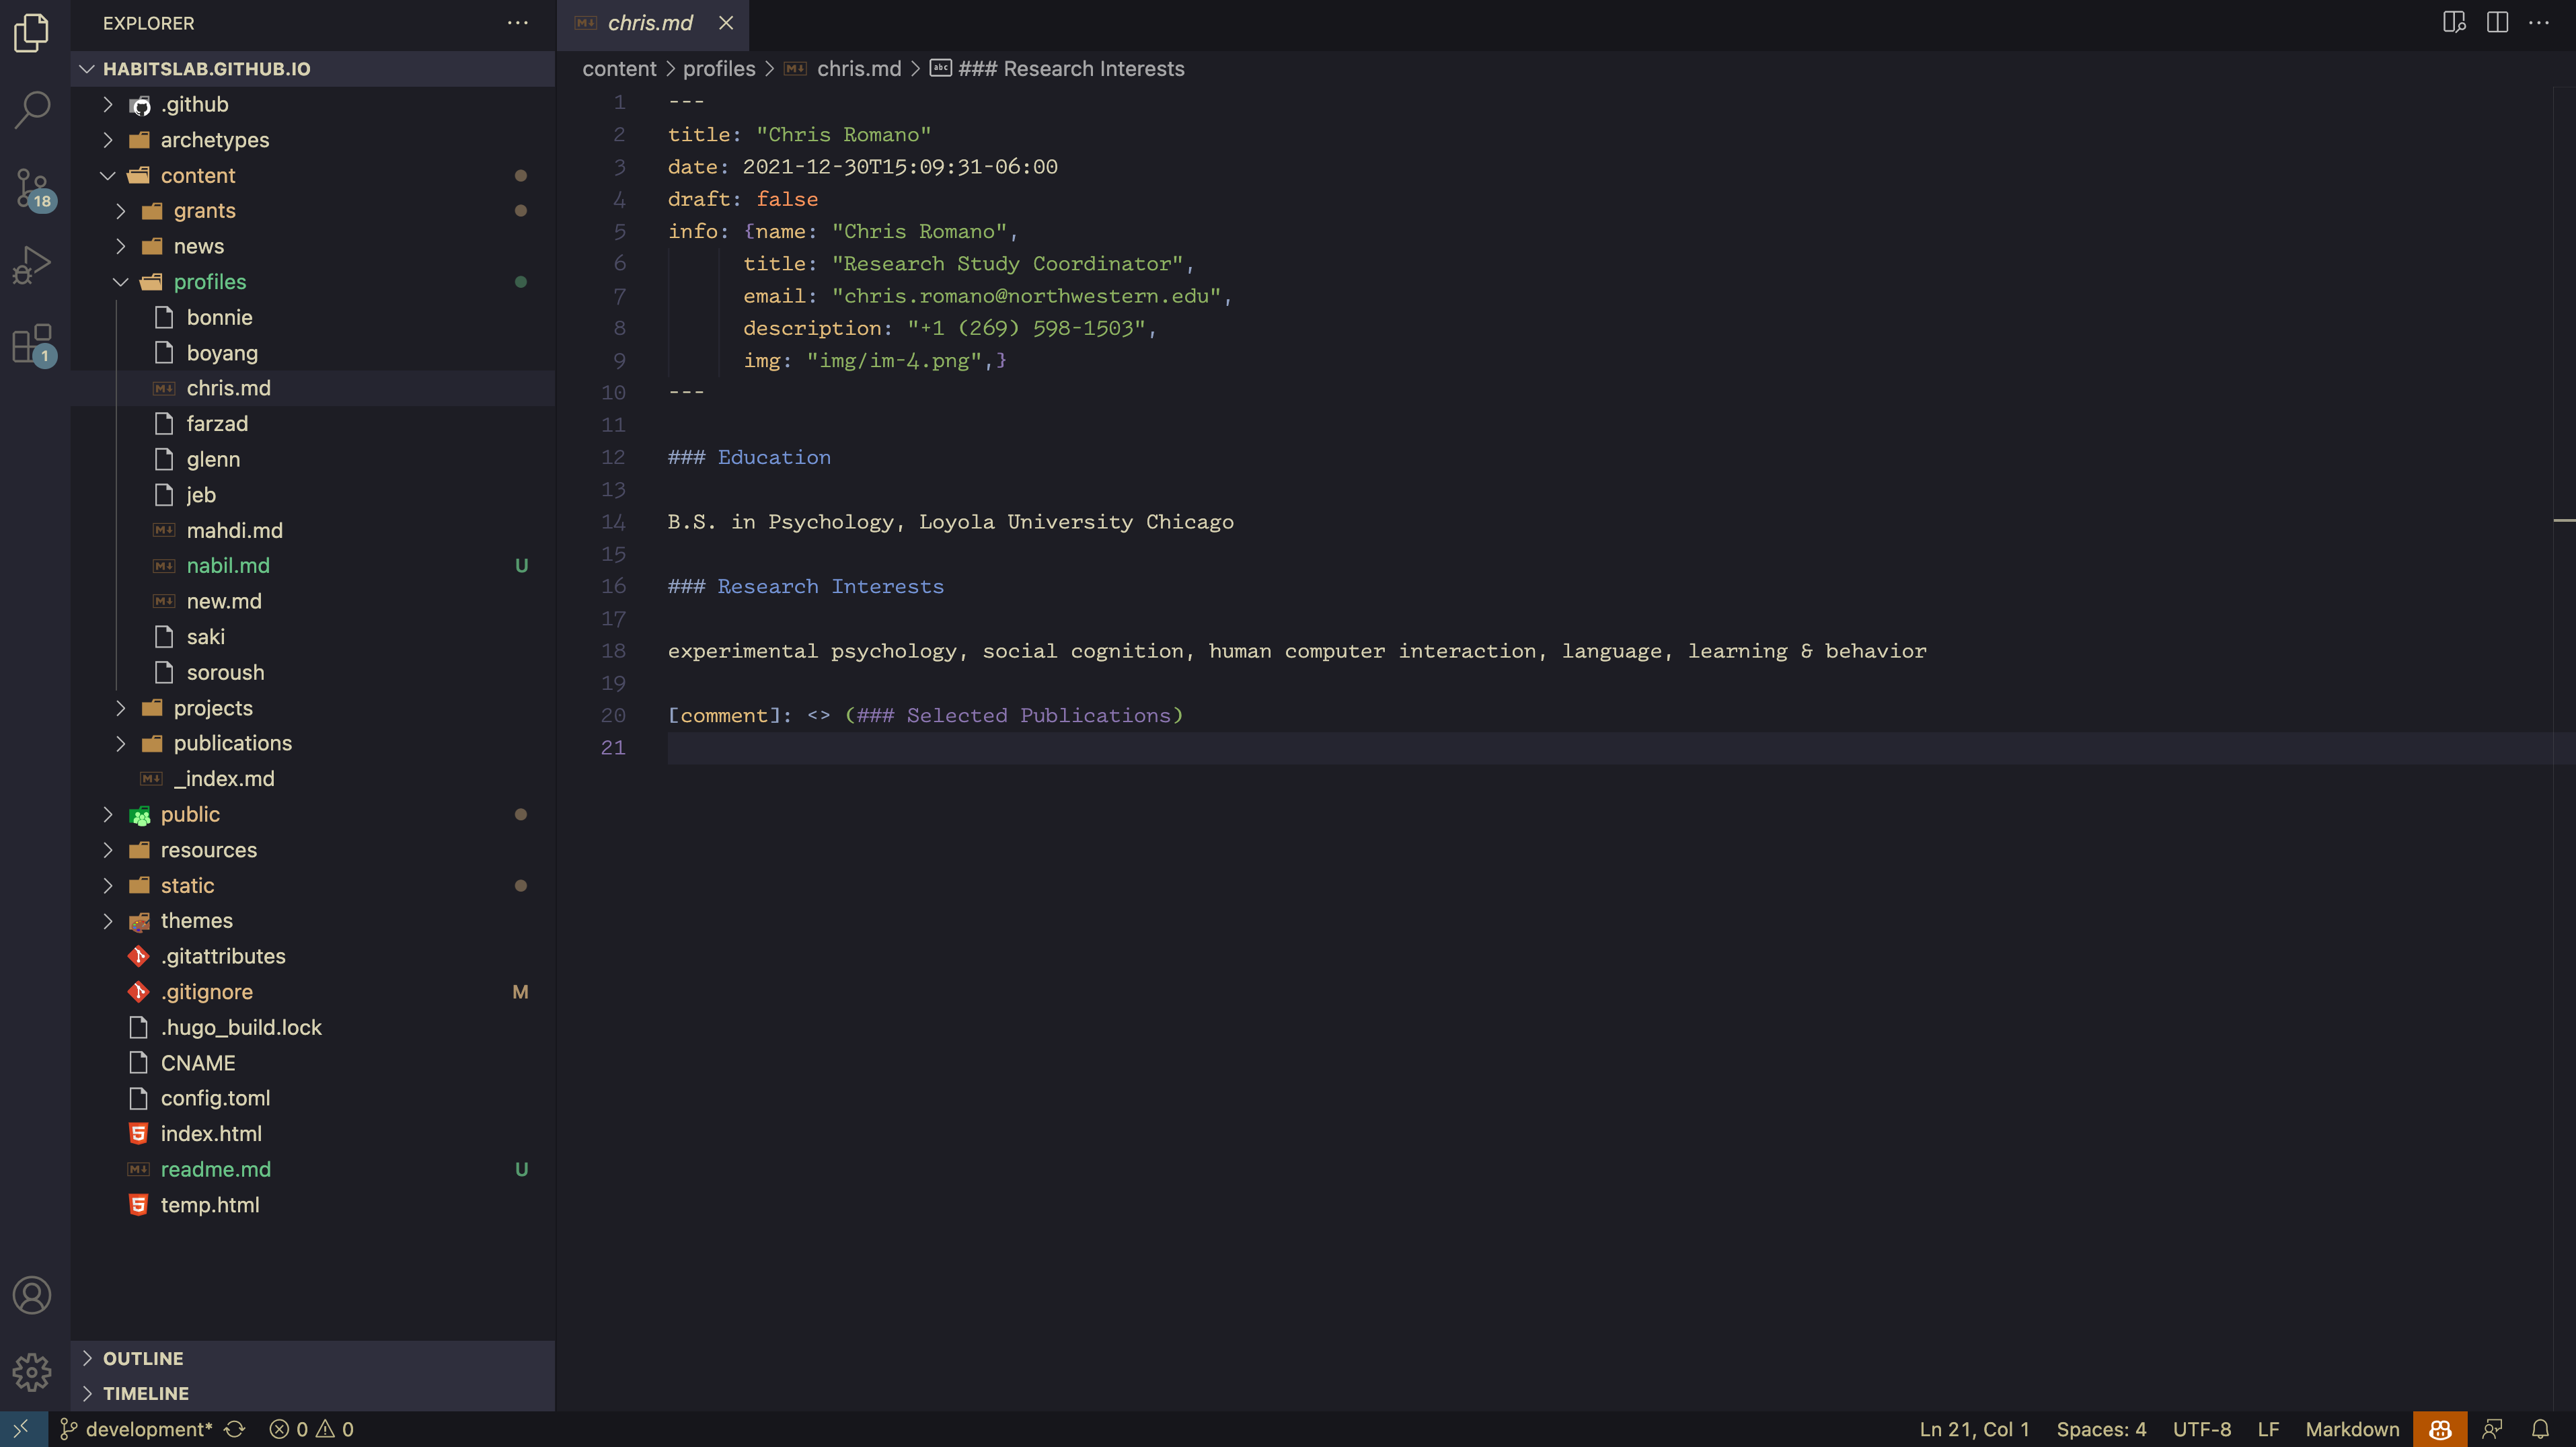 EXPLORER
HABITSLAB.GITHUB.IO
.github
archetypes
content
grants
news
profiles
bonnie
boyang
chris.md
farzad
glenn
jeb
mahdi.md
nabil.md U
new.md
saki
soroush
projects
publications
_index.md
public
resources
static
themes
.gitattributes
.gitignore M
.hugo_build.lock
CNAME
config.toml
index.html
readme.md U
temp.html
OUTLINE
TIMELINE
18
1
chris.md
content > profiles > chris.md > ### Research Interests
1 ---
2 title: "Chris Romano"
3 date: 2021-12-30T15:09:31-06:00
4 draft: false
5 info: {name: "Chris Romano",
6 title: "Research Study Coordinator",
7 email: "chris.romano@northwestern.edu",
8 description: "+1 (269) 598-1503",
9 img: "img/im-4.png",}
10 ---
11
12 ### Education
13
14 B.S. in Psychology, Loyola University Chicago
15
16 ### Research Interests
17
18 experimental psychology, social cognition, human computer interaction, language, learning & behavior
19
20 [comment]: <> (### Selected Publications)
21
development* 0 0 Ln 21, Col 1 Spaces: 4 UTF-8 LF Markdown